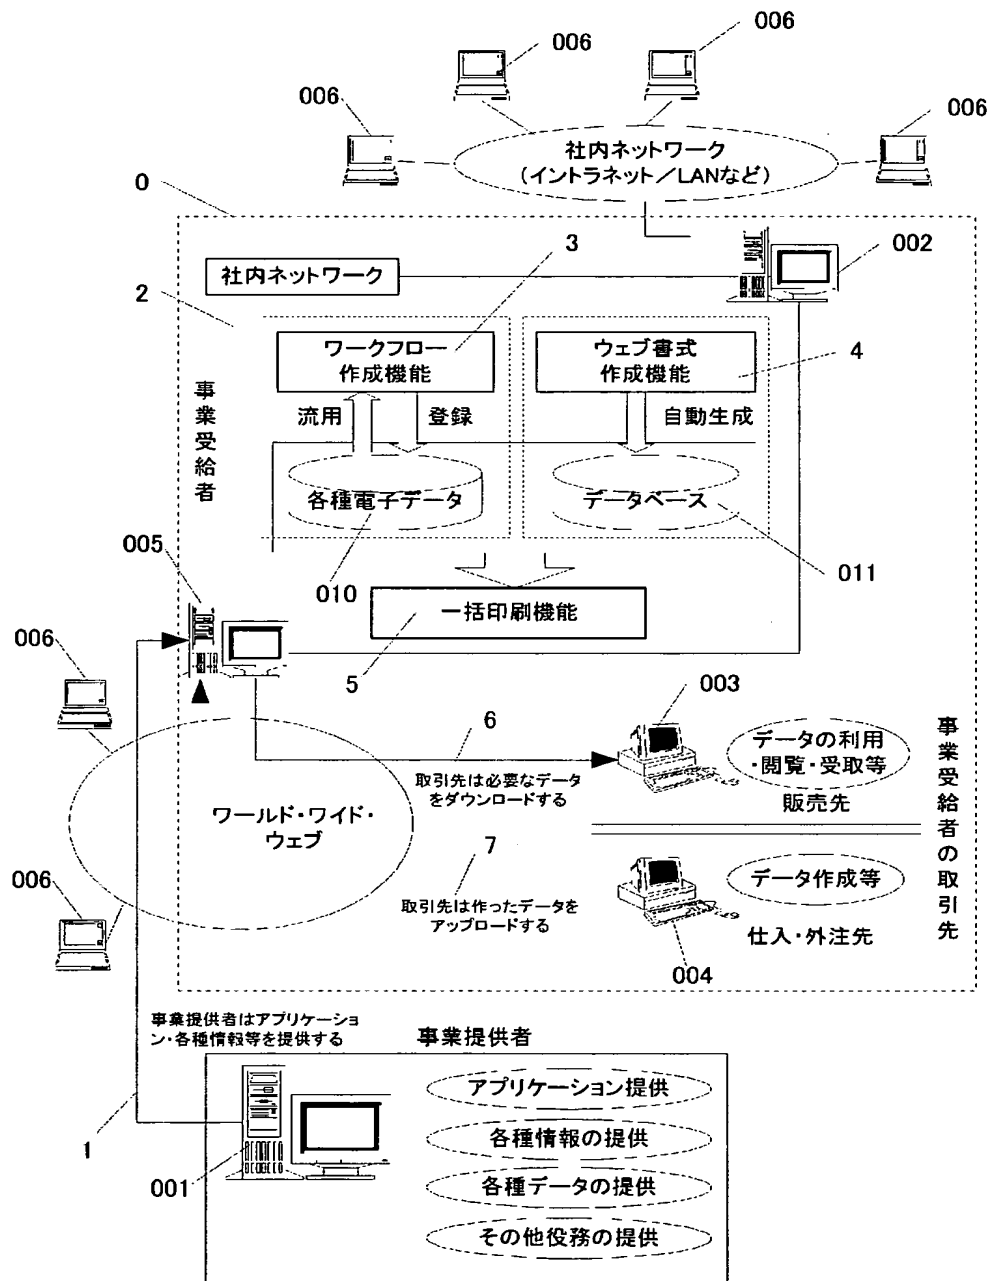 006
006
006
006
社内ネットワーク
（イントラネット／LANなど）
0
002
3
社内ネットワーク
2
ワークフロー
作成機能
ウェブ書式
作成機能
4
事業受給者
流用
登録
自動生成
各種電子データ
データベース
005
010
011
一括印刷機能
006
5
003
6
データの利用
・閲覧・受取等
取引先は必要なデータ
をダウンロードする
販売先
事業受給者の取引先
ワールド・ワイド・
ウェブ
7
006
データ作成等
取引先は作ったデータを
アップロードする
仕入・外注先
004
事業提供者はアプリケーショ
ン・各種情報等を提供する
事業提供者
アプリケーション提供
各種情報の提供
1
001
各種データの提供
その他役務の提供